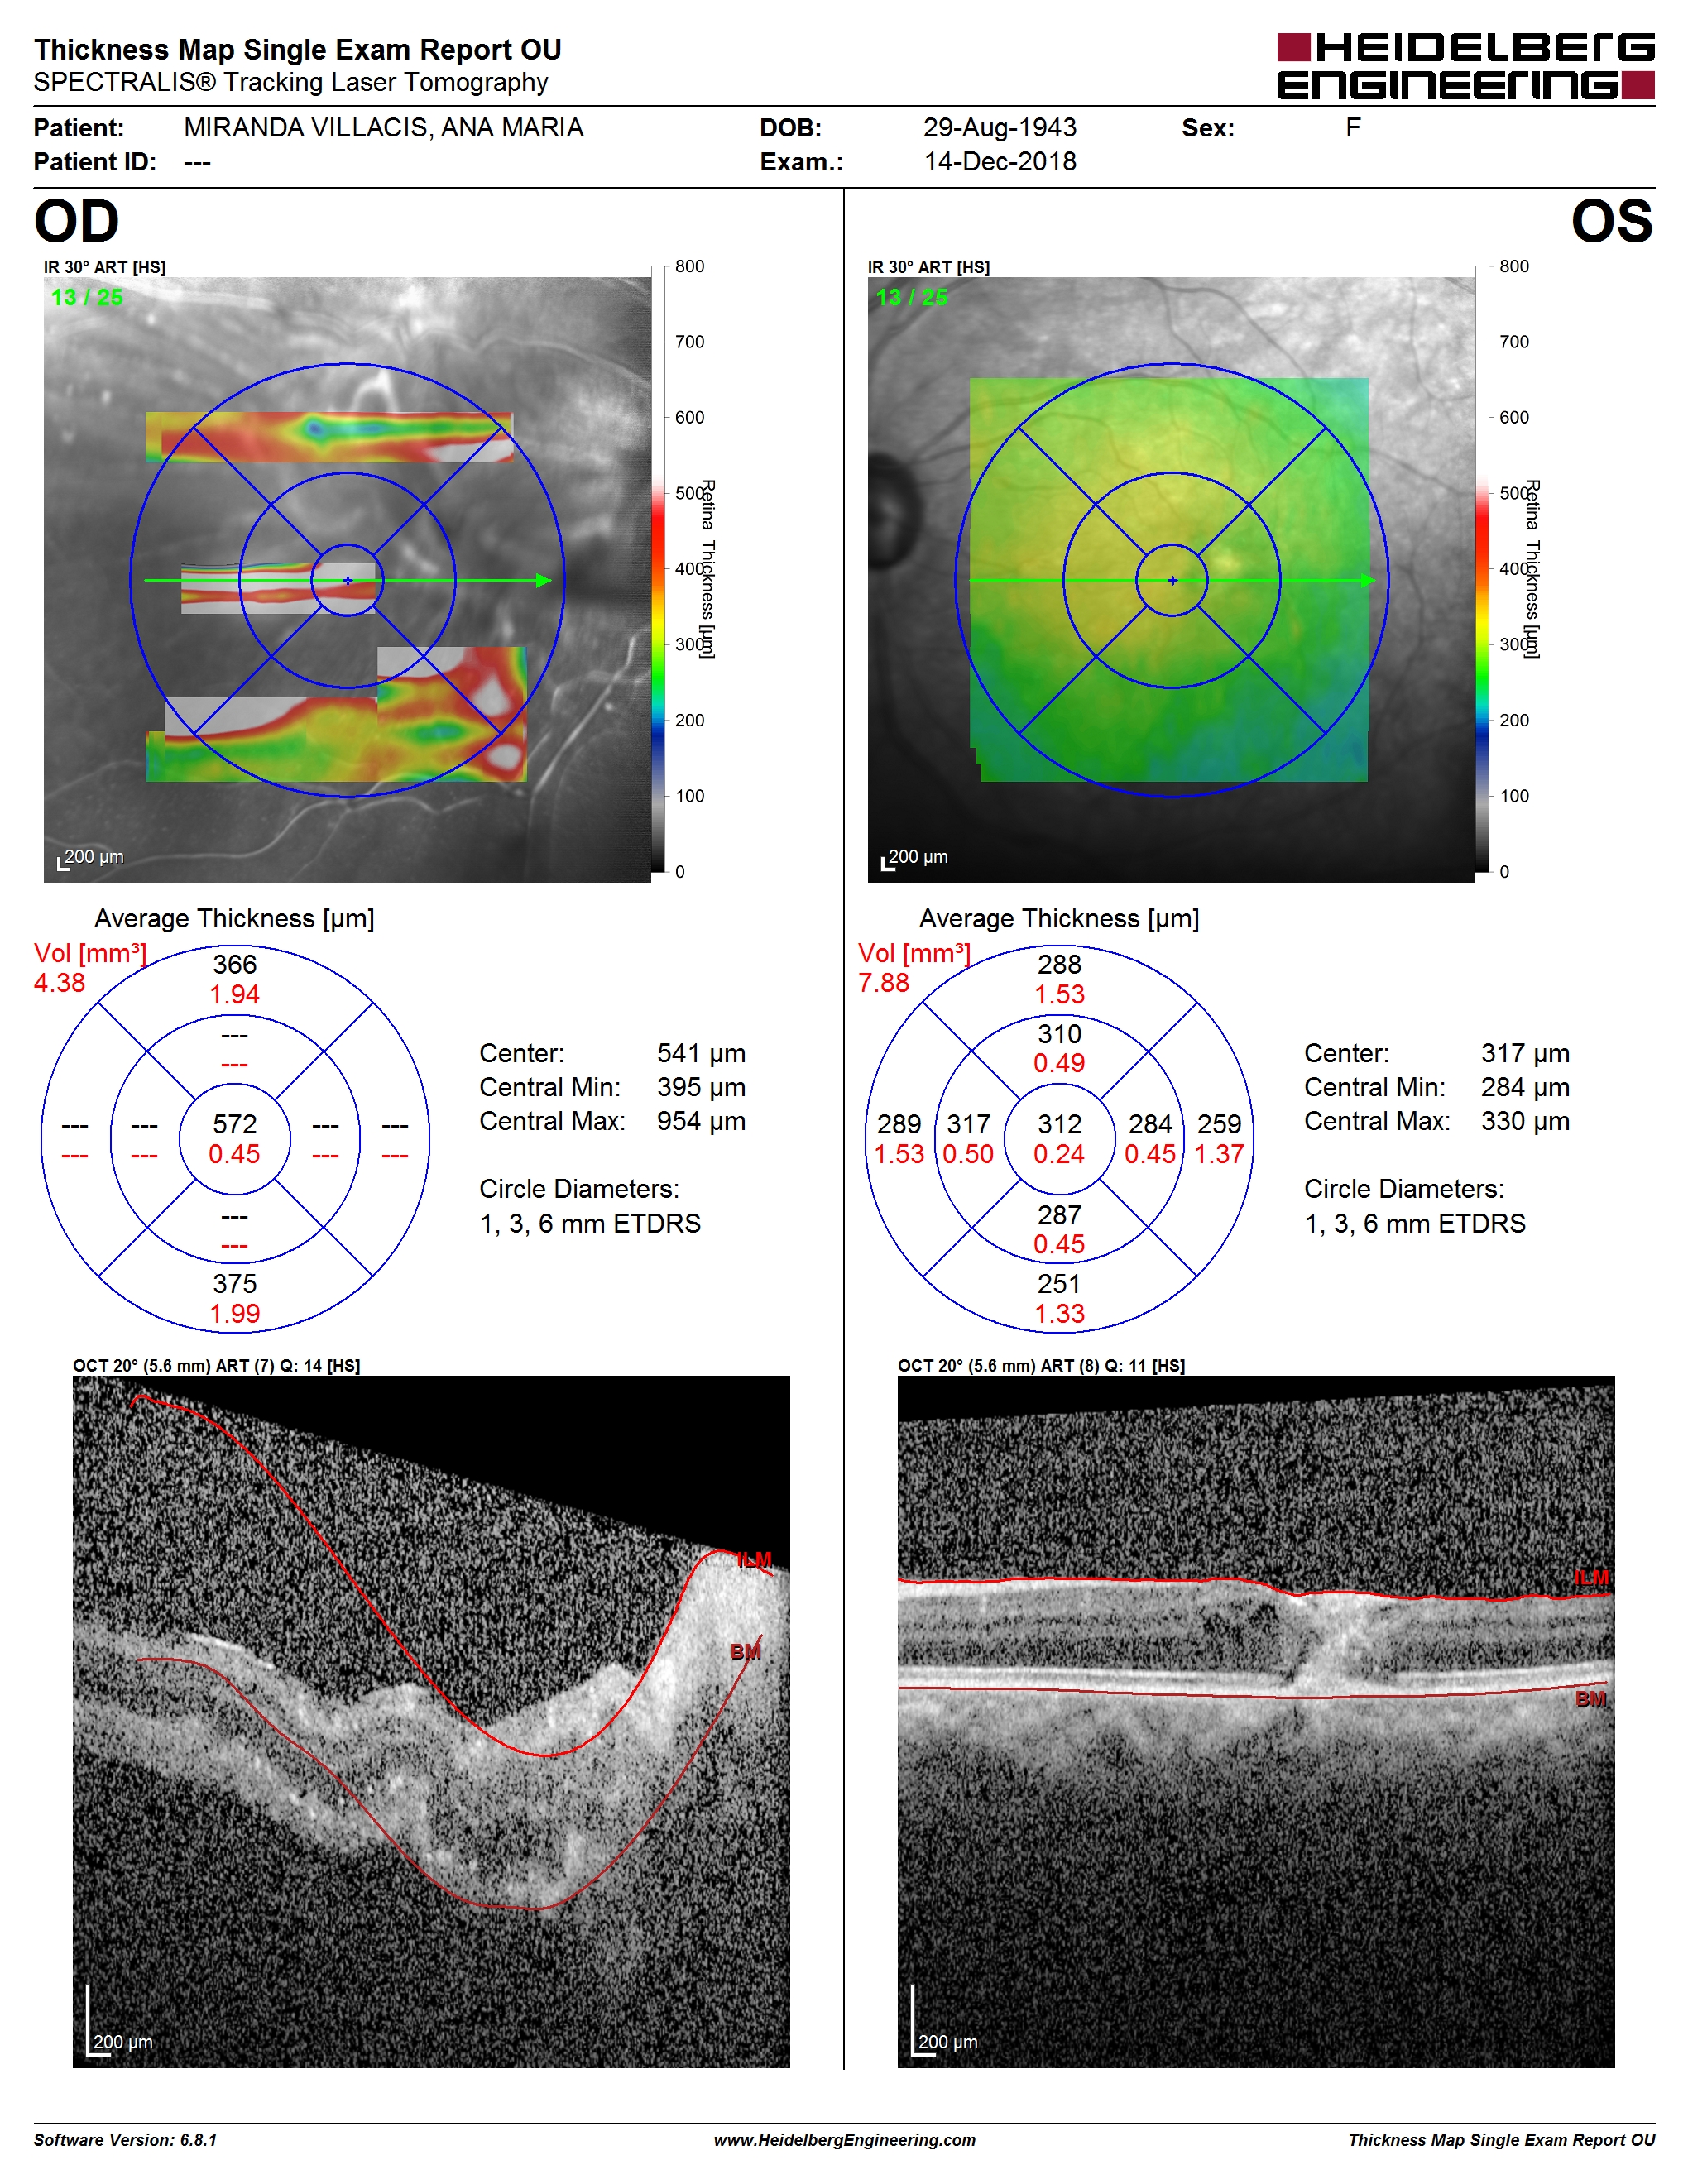 Thickness Map Single Exam Report OU
SPECTRALIS® Tracking Laser Tomography
HEIDELBERG
ENGINEERING
Patient: MIRANDA VILLACIS, ANA MARIA DOB: 29-Aug-1943 Sex: F
Patient ID: --- Exam.: 14-Dec-2018
OD
IR 30° ART [HS]
13 / 25
200 µm
800
700
600
500
400
300
200
100
0
Retina Thickness [µm]
Average Thickness [µm]
Vol [mm³]
4.38
366
1.94
---
---
--- --- 572 --- ---
--- --- 0.45 --- ---
---
---
375
1.99
Center: 541 µm
Central Min: 395 µm
Central Max: 954 µm
Circle Diameters:
1, 3, 6 mm ETDRS
OCT 20° (5.6 mm) ART (7) Q: 14 [HS]
ILM
BM
200 µm
OS
IR 30° ART [HS]
13 / 25
200 µm
800
700
600
500
400
300
200
100
0
Retina Thickness [µm]
Average Thickness [µm]
Vol [mm³]
7.88
288
1.53
310
0.49
289 317 312 284 259
1.53 0.50 0.24 0.45 1.37
287
0.45
251
1.33
Center: 317 µm
Central Min: 284 µm
Central Max: 330 µm
Circle Diameters:
1, 3, 6 mm ETDRS
OCT 20° (5.6 mm) ART (8) Q: 11 [HS]
ILM
BM
200 µm
Software Version: 6.8.1 www.HeidelbergEngineering.com Thickness Map Single Exam Report OU